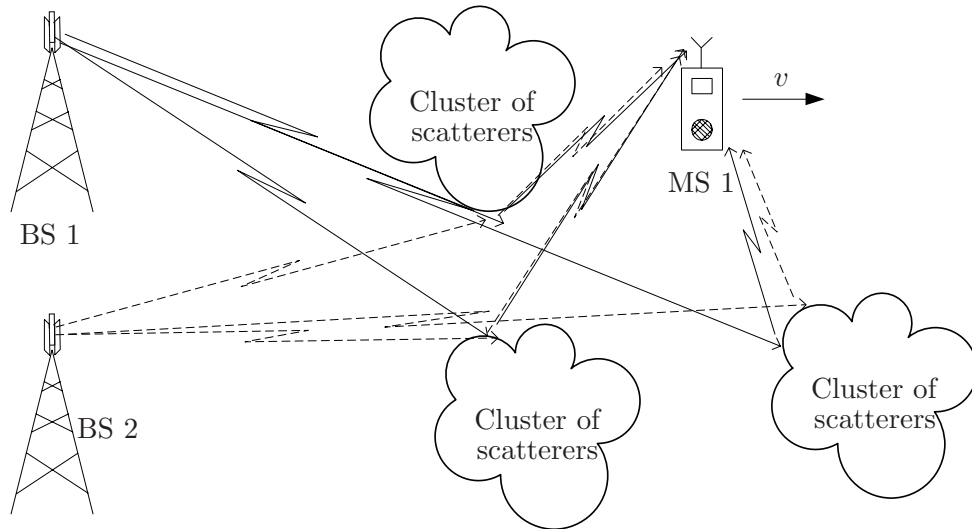 Cluster of
scatterers
v
MS 1
BS 1
BS 2
Cluster of
scatterers
Cluster of
scatterers